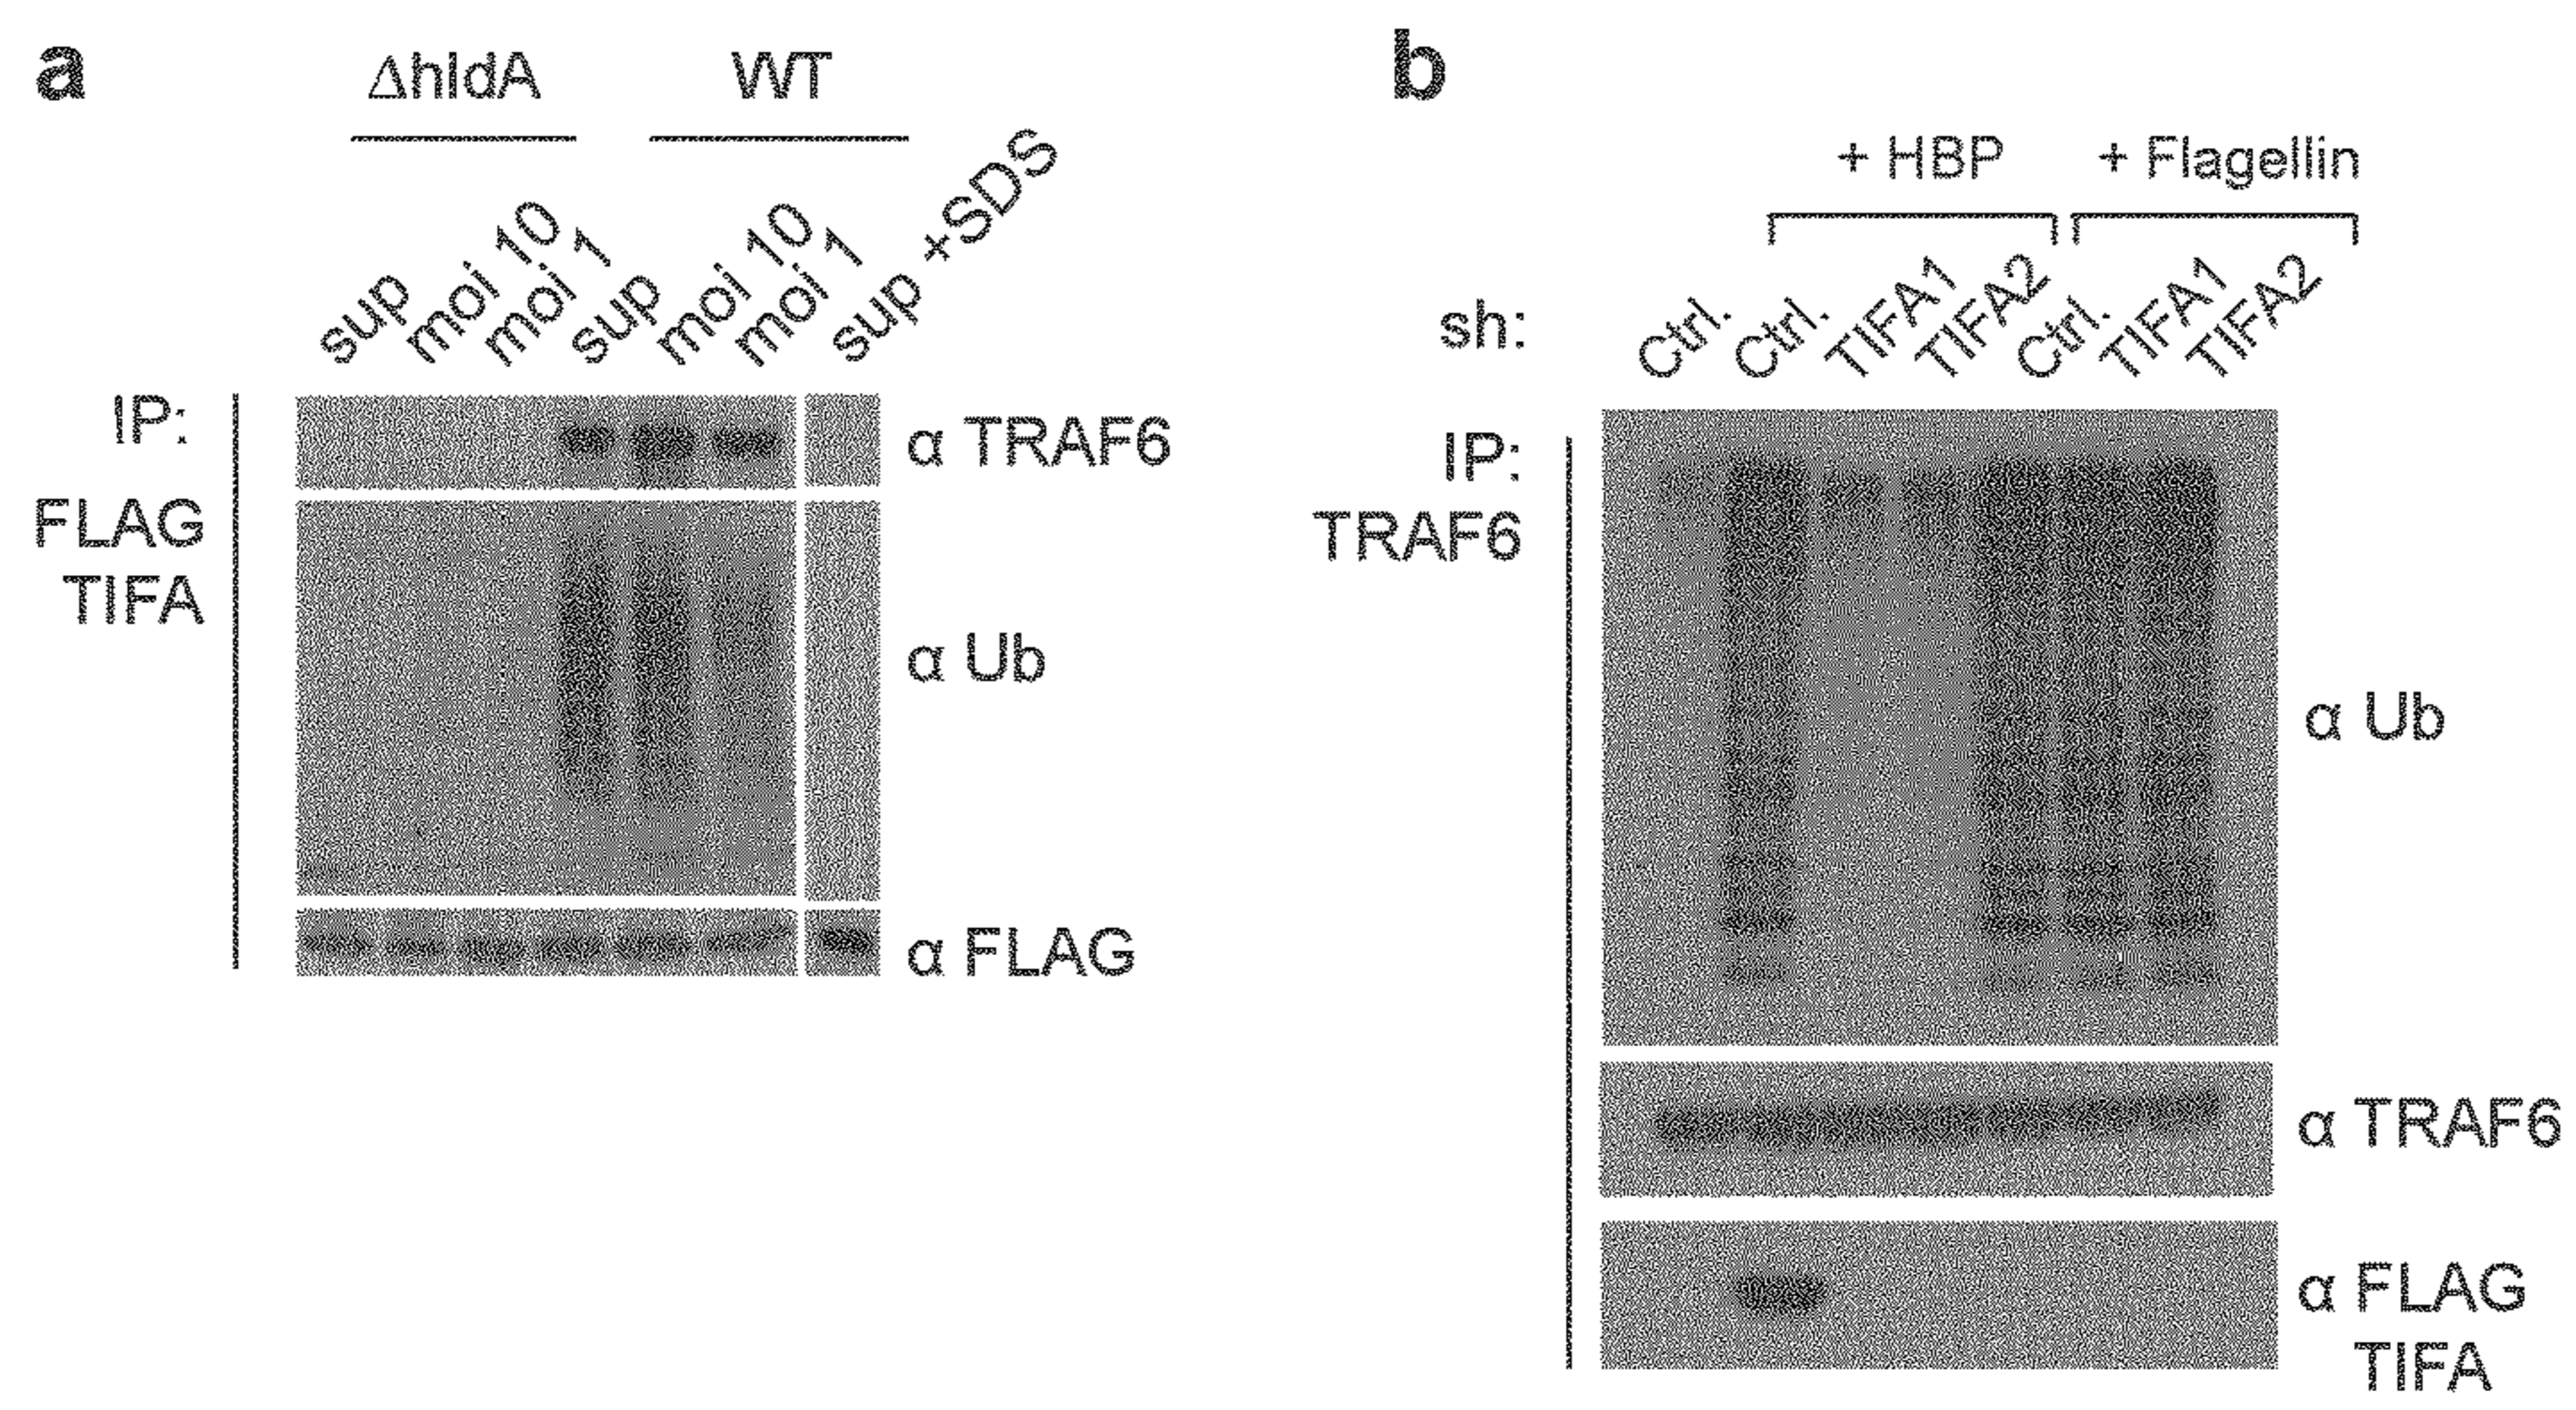 a
ΔhldA WT
sup
moi 10
moi 1
sup
moi 10
moi 1
sup +SDS
IP:
FLAG
TIFA
α TRAF6
α Ub
α FLAG
b
+ HBP + Flagellin
sh:
Ctrl.
Ctrl.
TIFA1
TIFA2
Ctrl.
TIFA1
TIFA2
IP:
TRAF6
α Ub
α TRAF6
α FLAG
TIFA